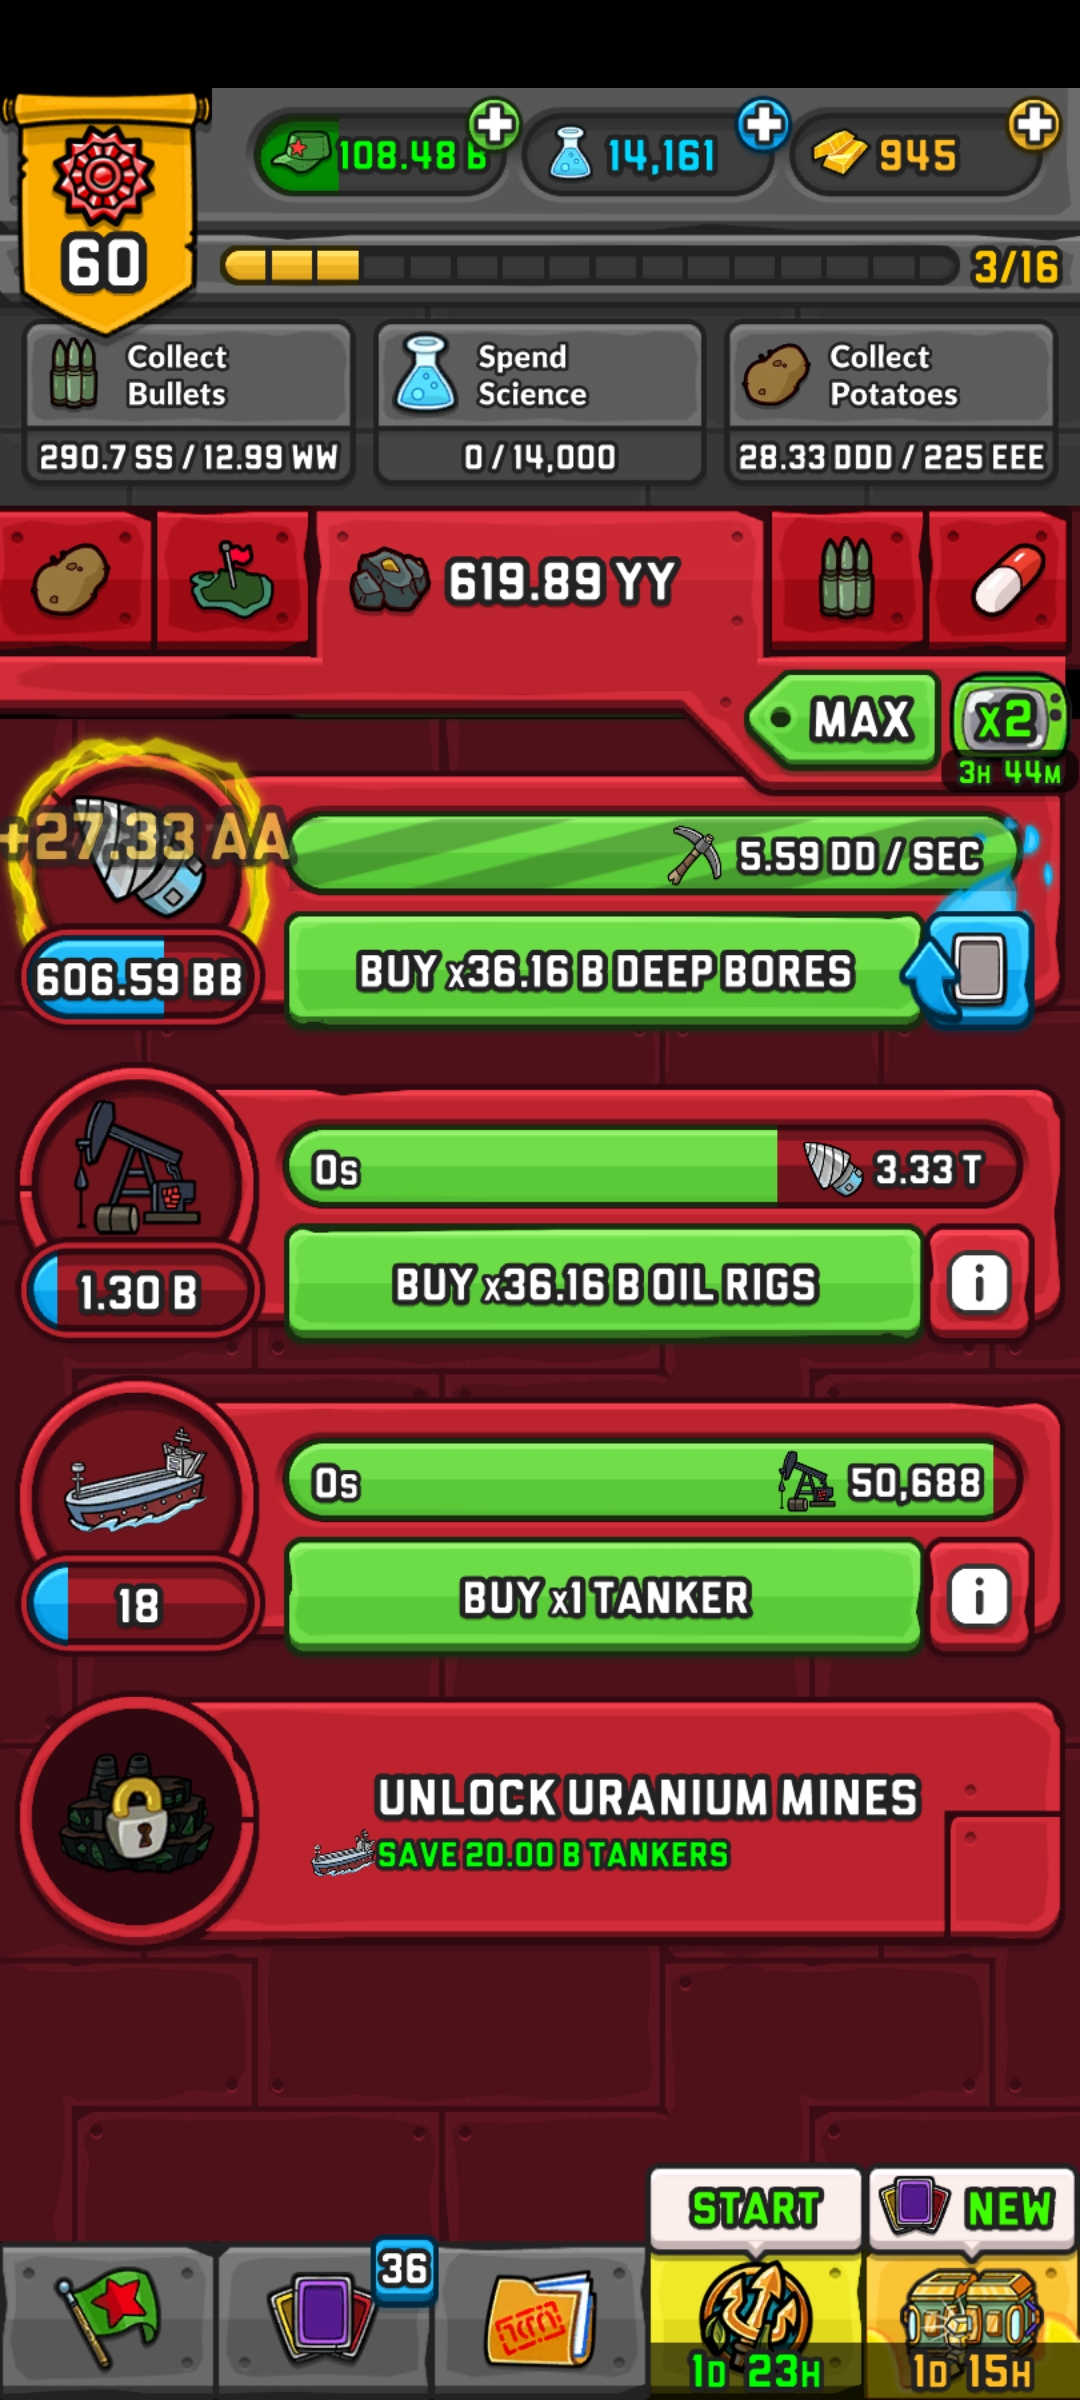 60
108.48 B
14,161
945
3/16
Collect
Bullets
290.7 SS / 12.99 WW
Spend
Science
0 / 14,000
Collect
Potatoes
28.33 DDD / 225 EEE
619.89 YY
MAX
x2
3H 44M
+27.33 AA
5.59 DD / SEC
606.59 BB
BUY x36.16 B DEEP BORES
0s
3.33 T
1.30 B
BUY x36.16 B OIL RIGS
i
0s
50,688
18
BUY x1 TANKER
i
UNLOCK URANIUM MINES
SAVE 20.00 B TANKERS
START
NEW
36
1D 23H
1D 15H